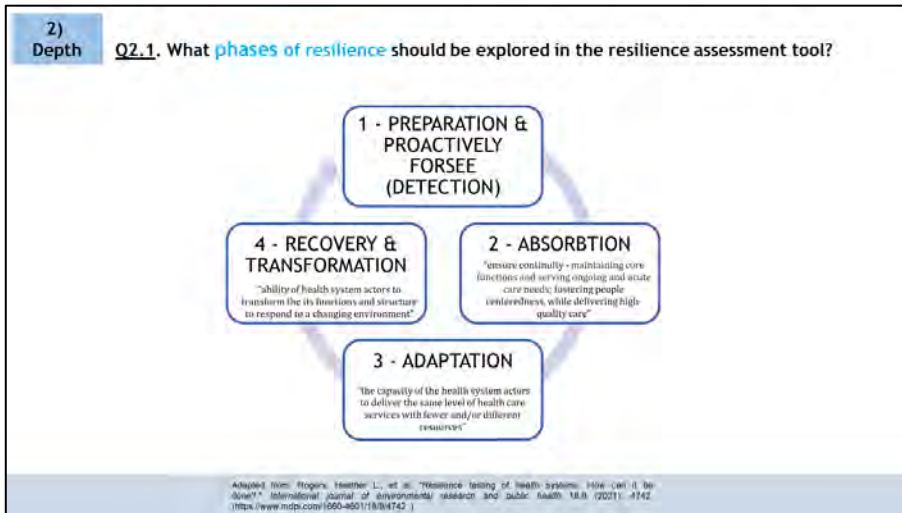 2)
Depth
Q2.1. What phases of resilience should be explored in the resilience assessment tool?
1 - PREPARATION &
PROACTIVELY
FORSEE
(DETECTION)
2 - ABSORBTION
"ensure continuity - maintaining core
functions and serving ongoing and acute
care needs; fostering people
centeredness, while delivering high-
quality care"
3 - ADAPTATION
"the capacity of the health system actors
to deliver the same level of health care
services with fewer and/or different
resources"
4 - RECOVERY &
TRANSFORMATION
"ability of health system actors to
transform the its functions and structure
to respond to a changing environment"
Adapted from: Rogers, Heather L., et al. "Resilience testing of health systems: How can it be
done?." International journal of environmental research and public health 18.9 (2021): 4742.
(https://www.mdpi.com/1660-4601/18/9/4742 )